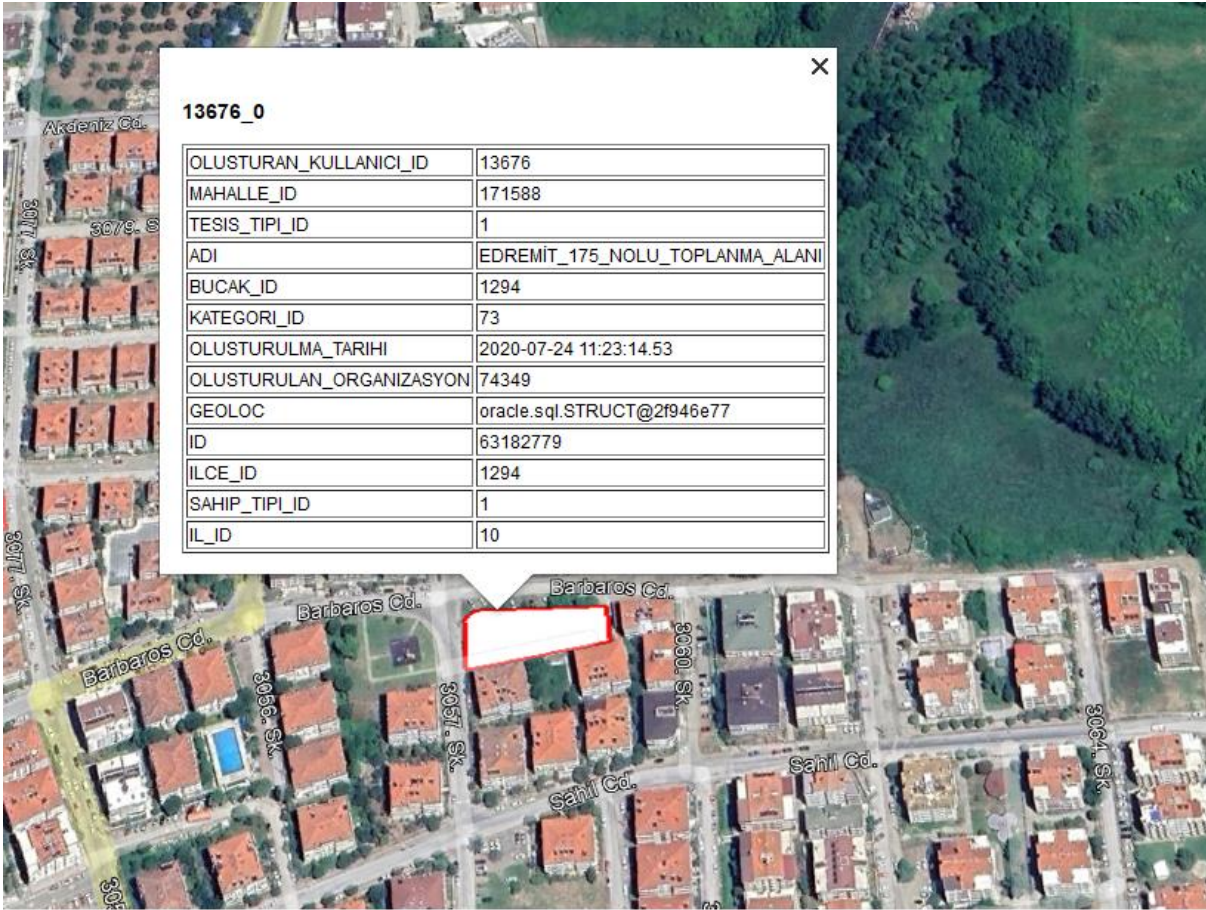 Akdeniz Cd.
3077. Sk.
3079. S
13676_0
OLUSTURAN_KULLANICI_ID 13676
MAHALLE_ID 171588
TESIS_TIPI_ID 1
ADI EDREMİT_175_NOLU_TOPLANMA_ALANI
BUCAK_ID 1294
KATEGORI_ID 73
OLUSTURULMA_TARIHI 2020-07-24 11:23:14.53
OLUSTURULAN_ORGANIZASYON 74349
GEOLOC oracle.sql.STRUCT@2f946e77
ID 63182779
ILCE_ID 1294
SAHIP_TIPI_ID 1
IL_ID 10
3077. Sk.
Barbaros Cd.
Barbaros Cd.
Barbaros Cd.
3056. Sk.
3057. Sk.
3060. Sk.
3064. Sk.
Sahil Cd.
Sahil Cd.